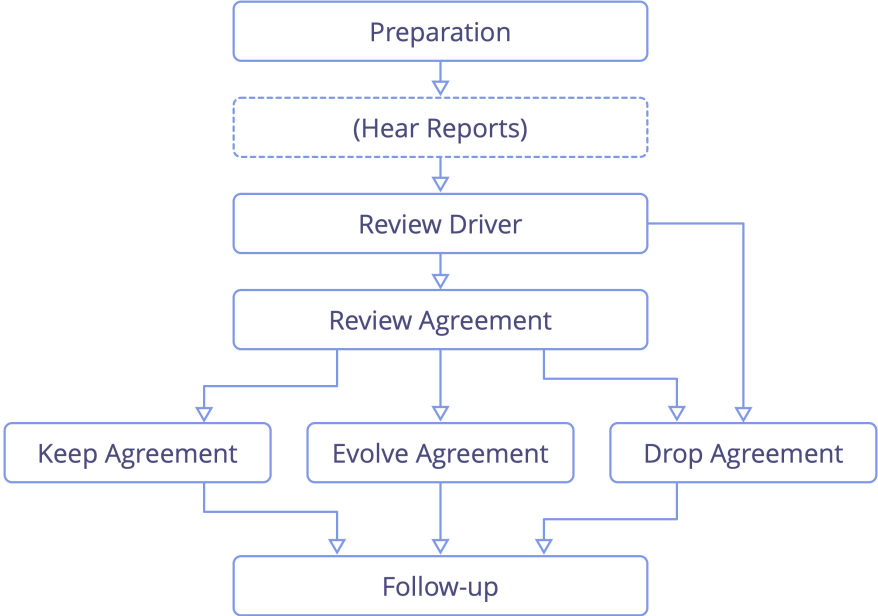 Preparation
(Hear Reports)
Review Driver
Review Agreement
Keep Agreement
Evolve Agreement
Drop Agreement
Follow-up